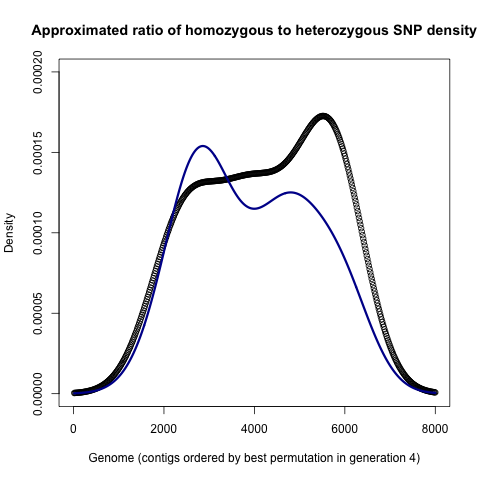 Approximated ratio of homozygous to heterozygous SNP density
0.00020
0.00015
0.00010
0.00005
0.00000
Density
0 2000 4000 6000 8000
Genome (contigs ordered by best permutation in generation 4)